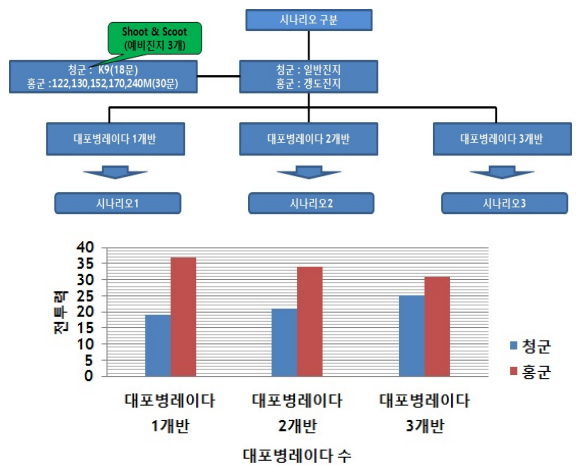 Shoot & Scoot
(예비진지 3개)
시나리오 구분
청군 : K9(18문)
홍군 :122,130,152,170,240M(30문)
청군 : 일반진지
홍군 : 갱도진지
대포병레이다 1개반
대포병레이다 2개반
대포병레이다 3개반
시나리오1
시나리오2
시나리오3
40
35
30
25
20
15
10
5
0
전투력
청군
홍군
대포병레이다
1개반
대포병레이다
2개반
대포병레이다
3개반
대포병레이다 수